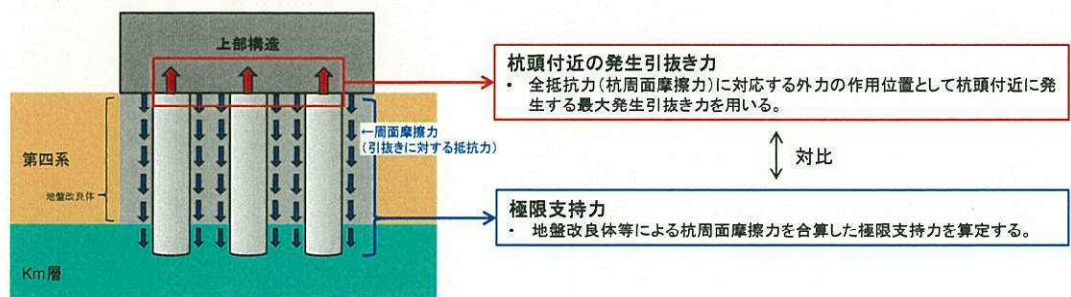 上部構造
杭頭付近の発生引抜き力
・ 全抵抗力(杭周面摩擦力)に対応する外力の作用位置として杭頭付近に発
生する最大発生引抜き力を用いる。
←周面摩擦力
(引抜きに対する抵抗力)
第四系
地盤改良体
対比
極限支持力
・ 地盤改良体等による杭周面摩擦力を合算した極限支持力を算定する。
Km層